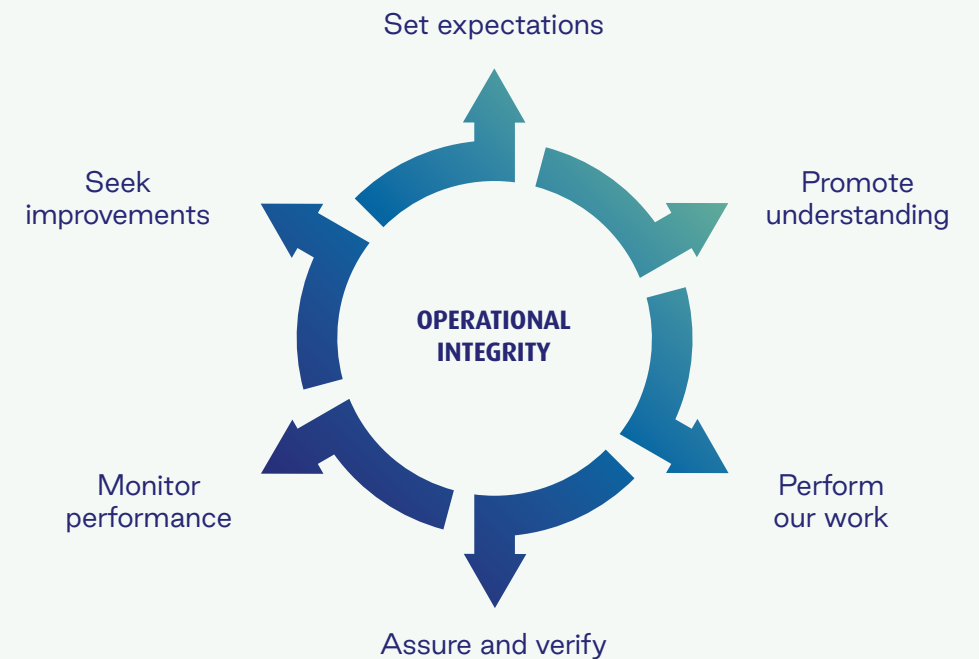 Set expectations
Promote
understanding
Perform
our work
Assure and verify
Monitor
performance
Seek
improvements
OPERATIONAL
INTEGRITY